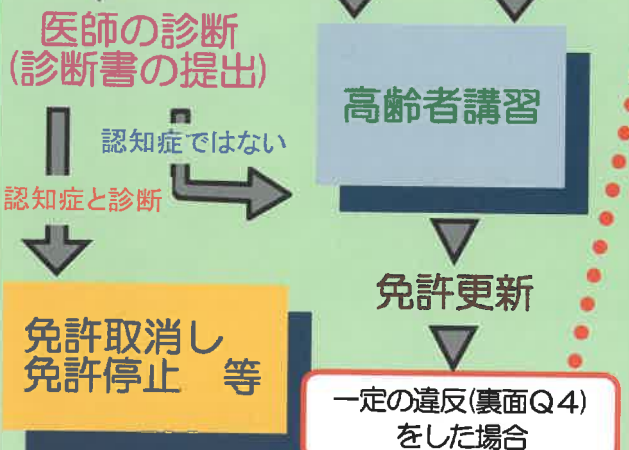 医師の診断
(診断書の提出)
高齢者講習
認知症ではない
認知症と診断
免許更新
免許取消し
免許停止 等
一定の違反(裏面Q4)
をした場合